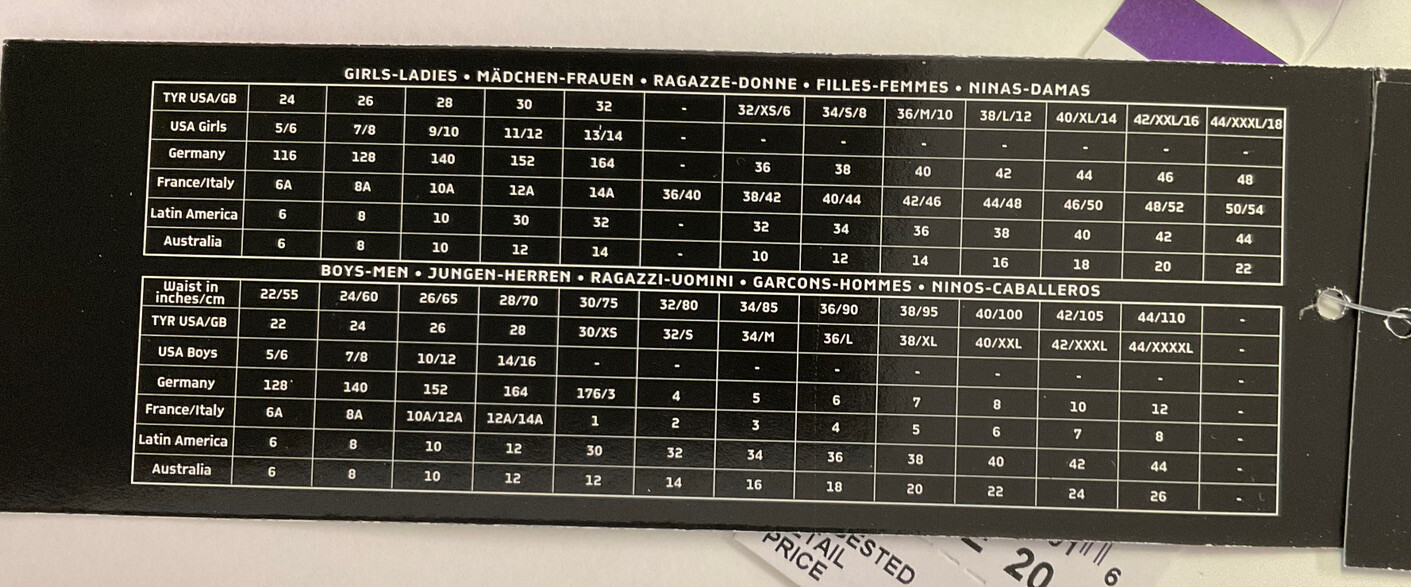 GIRLS-LADIES • MÄDCHEN-FRAUEN • RAGAZZE-DONNE • FILLES-FEMMES • NINAS-DAMAS
TYR USA/GB 24 26 28 30 32 - 32/XS/6 34/S/8 36/M/10 38/L/12 40/XL/14 42/XXL/16 44/XXXL/18
USA Girls 5/6 7/8 9/10 11/12 13/14 - - - - - - - -
Germany 116 128 140 152 164 - 36 38 40 42 44 46 48
France/Italy 6A 8A 10A 12A 14A 36/40 38/42 40/44 42/46 44/48 46/50 48/52 50/54
Latin America 6 8 10 30 32 - 32 34 36 38 40 42 44
Australia 6 8 10 12 14 - 10 12 14 16 18 20 22
BOYS-MEN • JUNGEN-HERREN • RAGAZZI-UOMINI • GARCONS-HOMMES • NINOS-CABALLEROS
Waist in
inches/cm 22/55 24/60 26/65 28/70 30/75 32/80 34/85 36/90 38/95 40/100 42/105 44/110 -
TYR USA/GB 22 24 26 28 30/XS 32/S 34/M 36/L 38/XL 40/XXL 42/XXXL 44/XXXXL -
USA Boys 5/6 7/8 10/12 14/16 - - - - - - - - -
Germany 128 140 152 164 176/3 4 5 6 7 8 10 12 -
France/Italy 6A 8A 10A/12A 12A/14A 1 2 3 4 5 6 7 8 -
Latin America 6 8 10 12 30 32 34 36 38 40 42 44 -
Australia 6 8 10 12 12 14 16 18 20 22 24 26 -
ESTED
TAIL
PRICE
20
6